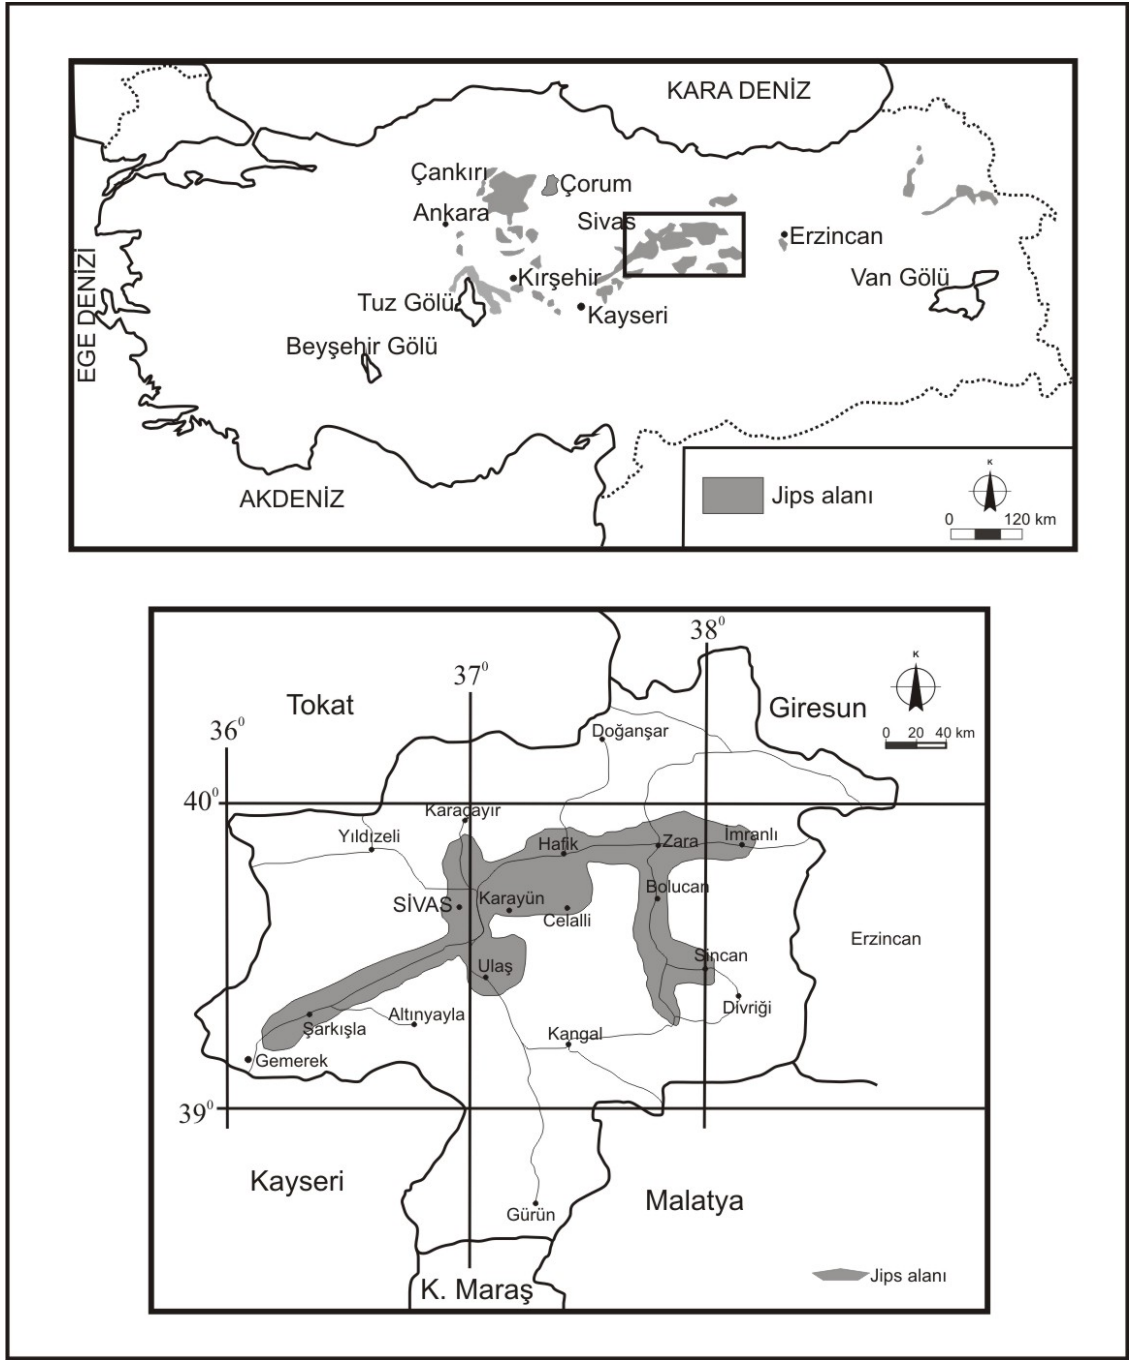 KARA DENİZ
Çankırı
Çorum
Ankara
Sivas
Erzincan
EGE DENİZİ
Kırşehir
Van Gölü
Tuz Gölü
Kayseri
Beyşehir Gölü
AKDENİZ
Jips alanı
K
0 120 km
38⁰
K
37⁰
Tokat
Giresun
36⁰
Doğanşar
0 20 40 km
40⁰
Karaçayır
Yıldızeli
Hafik
Zara
İmranlı
Bolucan
SİVAS
Karayün
Celalli
Erzincan
Ulaş
Sincan
Divriği
Altınyayla
Şarkışla
Kangal
Gemerek
39⁰
Kayseri
Malatya
Gürün
Jips alanı
K. Maraş